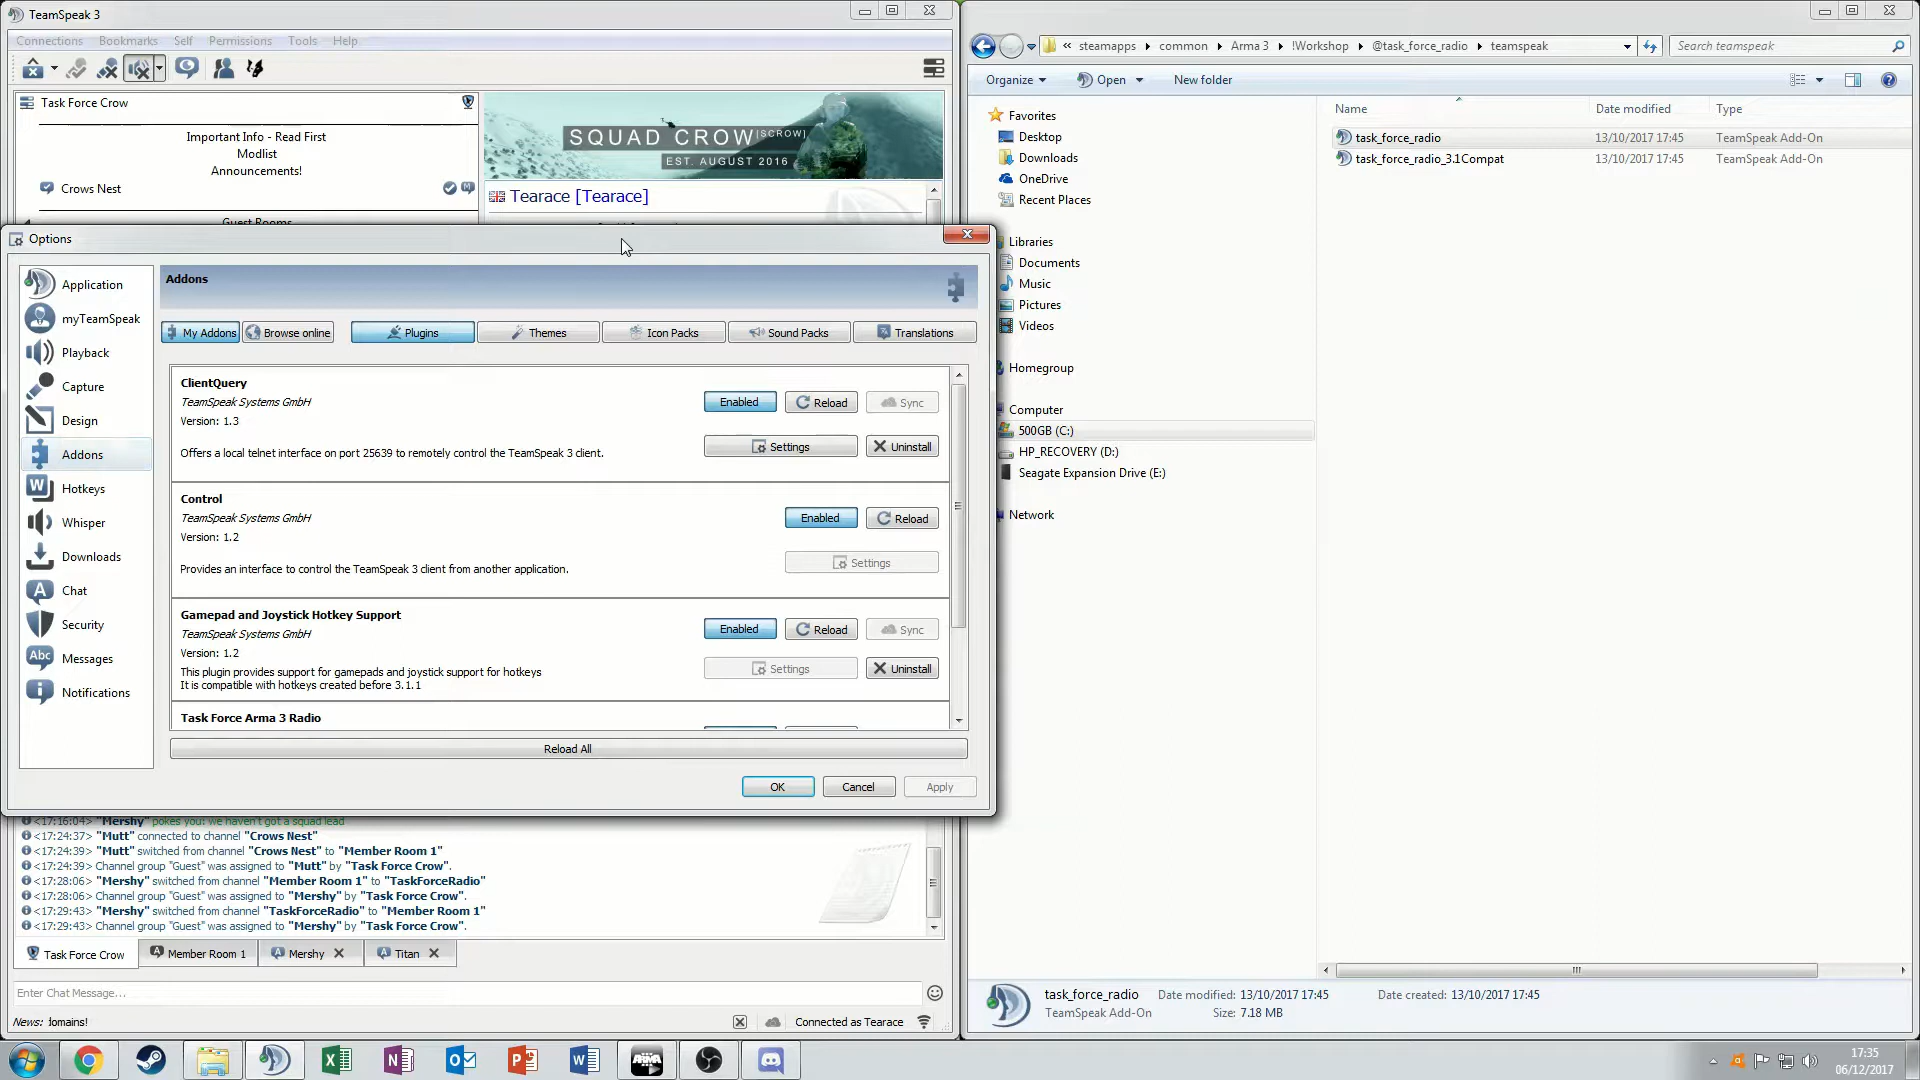 TeamSpeak 3
Connections Bookmarks Self Permissions Tools Help
Task Force Crow
Important Info - Read First
Modlist
Announcements!
Crows Nest
SQUAD CROW [SCROW]
EST. AUGUST 2016
Tearace [Tearace]
Options
Application
myTeamSpeak
Playback
Capture
Design
Addons
Hotkeys
Whisper
Downloads
Chat
Security
Messages
Notifications
Addons
My Addons Browse online Plugins Themes Icon Packs Sound Packs Translations
ClientQuery
TeamSpeak Systems GmbH
Version: 1.3
Offers a local telnet interface on port 25639 to remotely control the TeamSpeak 3 client.
Enabled Reload Sync
Settings Uninstall
Control
TeamSpeak Systems GmbH
Version: 1.2
Provides an interface to control the TeamSpeak 3 client from another application.
Enabled Reload
Settings
Gamepad and Joystick Hotkey Support
TeamSpeak Systems GmbH
Version: 1.2
This plugin provides support for gamepads and joystick support for hotkeys
It is compatible with hotkeys created before 3.1.1
Enabled Reload Sync
Settings Uninstall
Task Force Arma 3 Radio
Reload All
OK Cancel Apply
<17:16:04> "Mershy" pokes you: we haven't got a squad lead
<17:24:37> "Mutt" connected to channel "Crows Nest"
<17:24:39> "Mutt" switched from channel "Crows Nest" to "Member Room 1"
<17:24:39> Channel group "Guest" was assigned to "Mutt" by "Task Force Crow".
<17:28:06> "Mershy" switched from channel "Member Room 1" to "TaskForceRadio"
<17:28:06> Channel group "Guest" was assigned to "Mershy" by "Task Force Crow".
<17:29:43> "Mershy" switched from channel "TaskForceRadio" to "Member Room 1"
<17:29:43> Channel group "Guest" was assigned to "Mershy" by "Task Force Crow".
Task Force Crow Member Room 1 Mershy Titan
Enter Chat Message...
News: domains! Connected as Tearace
« steamapps common Arma 3 !Workshop @task_force_radio teamspeak
Search teamspeak
Organize Open New folder
Favorites
Desktop
Downloads
OneDrive
Recent Places
Libraries
Documents
Music
Pictures
Videos
Homegroup
Computer
500GB (C:)
HP_RECOVERY (D:)
Seagate Expansion Drive (E:)
Network
Name Date modified Type
task_force_radio 13/10/2017 17:45 TeamSpeak Add-On
task_force_radio_3.1Compat 13/10/2017 17:45 TeamSpeak Add-On
task_force_radio Date modified: 13/10/2017 17:45 Date created: 13/10/2017 17:45
TeamSpeak Add-On Size: 7.18 MB
17:35
06/12/2017